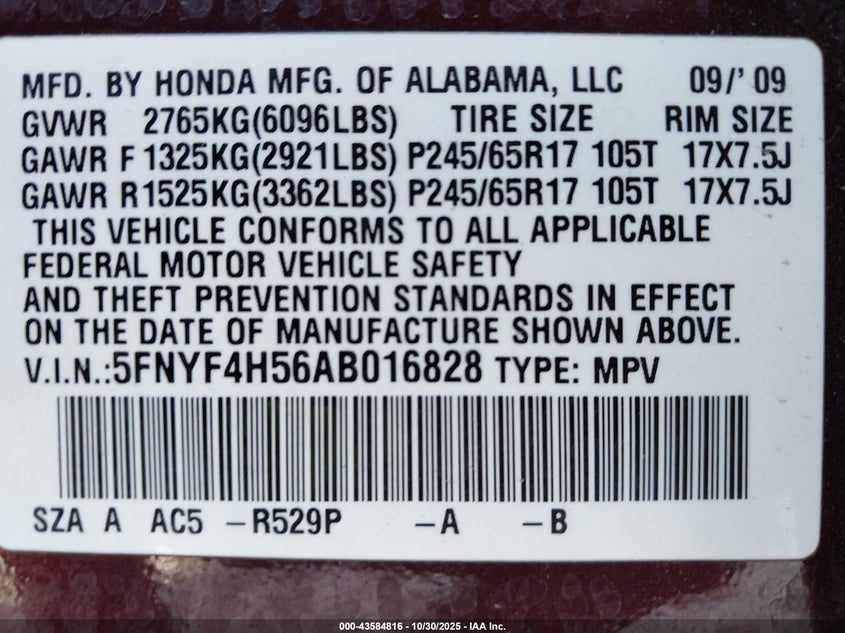 MFD. BY HONDA MFG. OF ALABAMA, LLC 09/'09
GVWR 2765KG(6096LBS) TIRE SIZE RIM SIZE
GAWR F 1325KG(2921LBS) P245/65R17 105T 17X7.5J
GAWR R1525KG(3362LBS) P245/65R17 105T 17X7.5J
THIS VEHICLE CONFORMS TO ALL APPLICABLE
FEDERAL MOTOR VEHICLE SAFETY
AND THEFT PREVENTION STANDARDS IN EFFECT
ON THE DATE OF MANUFACTURE SHOWN ABOVE.
V.I.N.:5FNYF4H56AB016828 TYPE: MPV
SZA A AC5 -R529P -A -B
000-43584816 - 10/30/2025 - IAA Inc.